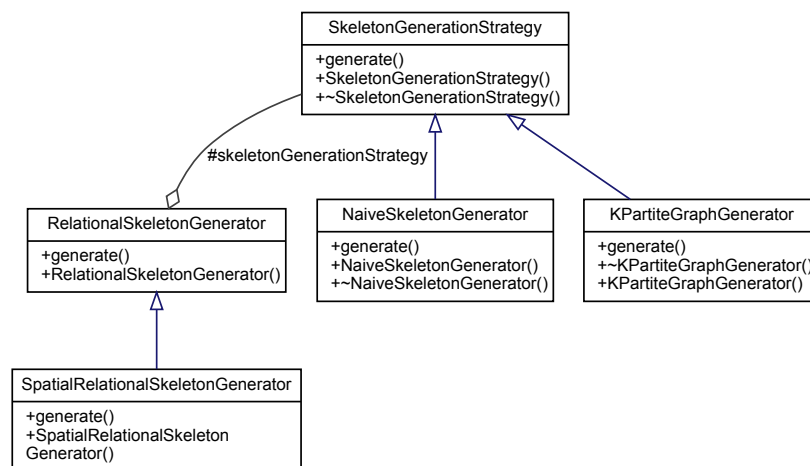 SkeletonGenerationStrategy
+generate()
+SkeletonGenerationStrategy()
+~SkeletonGenerationStrategy()
#skeletonGenerationStrategy
RelationalSkeletonGenerator
+generate()
+RelationalSkeletonGenerator()
NaiveSkeletonGenerator
+generate()
+NaiveSkeletonGenerator()
+~NaiveSkeletonGenerator()
KPartiteGraphGenerator
+generate()
+~KPartiteGraphGenerator()
+KPartiteGraphGenerator()
SpatialRelationalSkeletonGenerator
+generate()
+SpatialRelationalSkeleton
Generator()